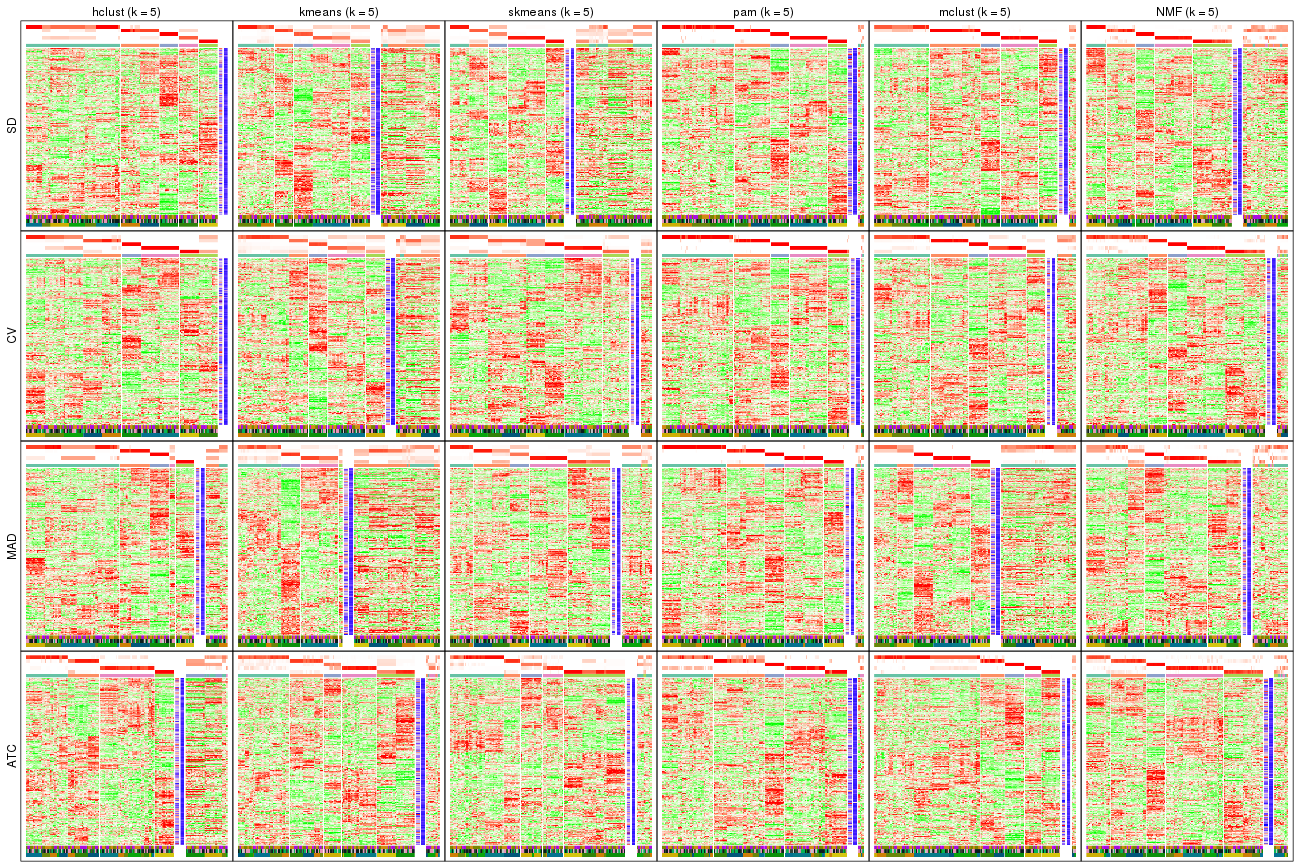 hclust (k = 5) kmeans (k = 5) skmeans (k = 5) pam (k = 5) mclust (k = 5) NMF (k = 5)
SD
CV
MAD
ATC